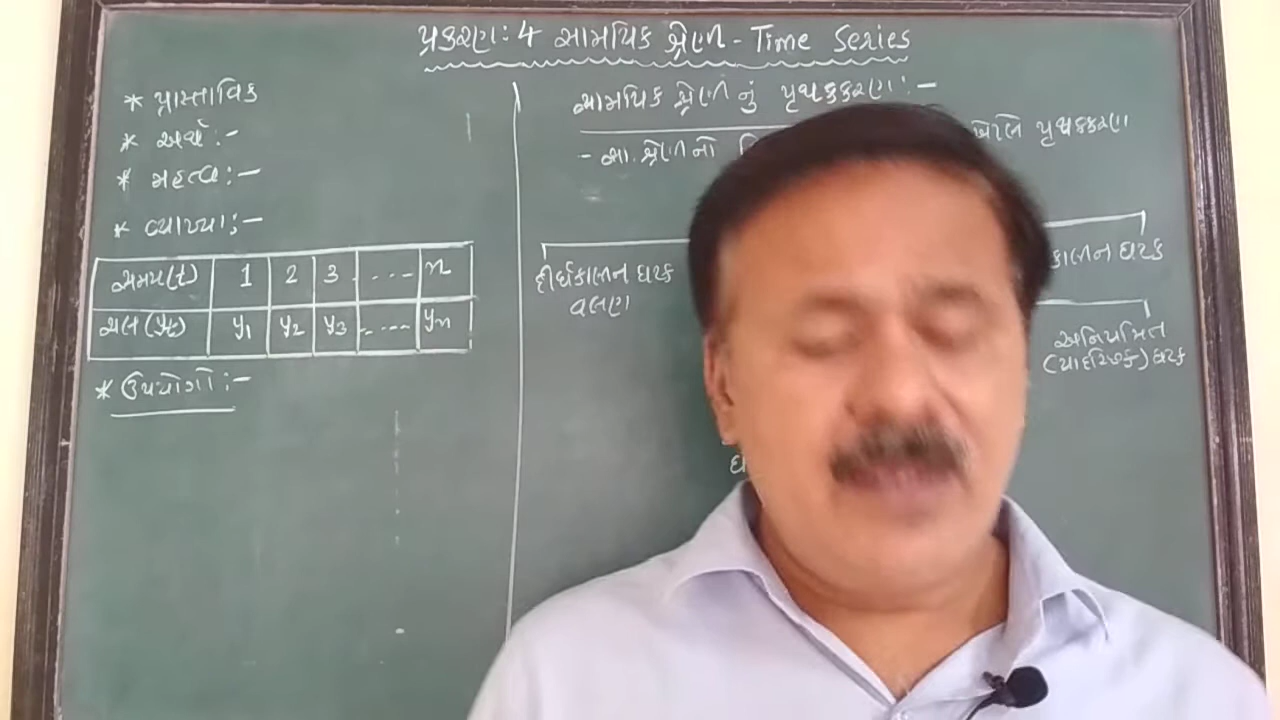 પ્રકરણ: 4 સામયિક શ્રેણી - Time Series
* પ્રાસ્તાવિક
* અર્થ:-
* મહત્વ:-
* વ્યાખ્યા:-
સમય(t) 1 2 3 .... n
ચલ(yt) y1 y2 y3 ..... yn
* ઉપયોગો:-
સામયિક શ્રેણી નું પૃથક્કરણ:-
- સા. શ્રેણીનો
એટલે પૃથક્કરણ
દીર્ઘકાલીન ઘટક
વલણ
કાલીન ઘટક
અનિયમિત
(યાદચ્છિક) ઘટક